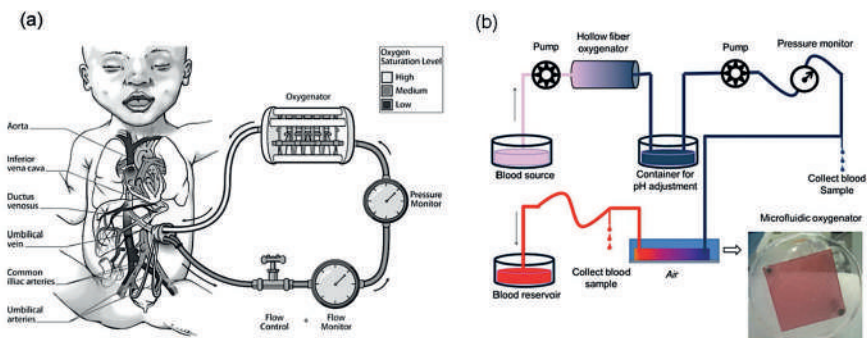 (a)
Oxygen
Saturation Level
High
Medium
Low
Oxygenator
Aorta
Inferior
vena cava
Ductus
venosus
Umbilical
vein
Common
illiac arteries
Umbilical
arteries
Pressure
Monitor
Flow
Control
+
Flow
Monitor
(b)
Pump
Hollow fiber
oxygenator
Pump
Pressure monitor
Blood source
Container for
pH adjustment
Collect blood
Sample
Microfluidic oxygenator
Blood reservoir
Collect blood
sample
Air